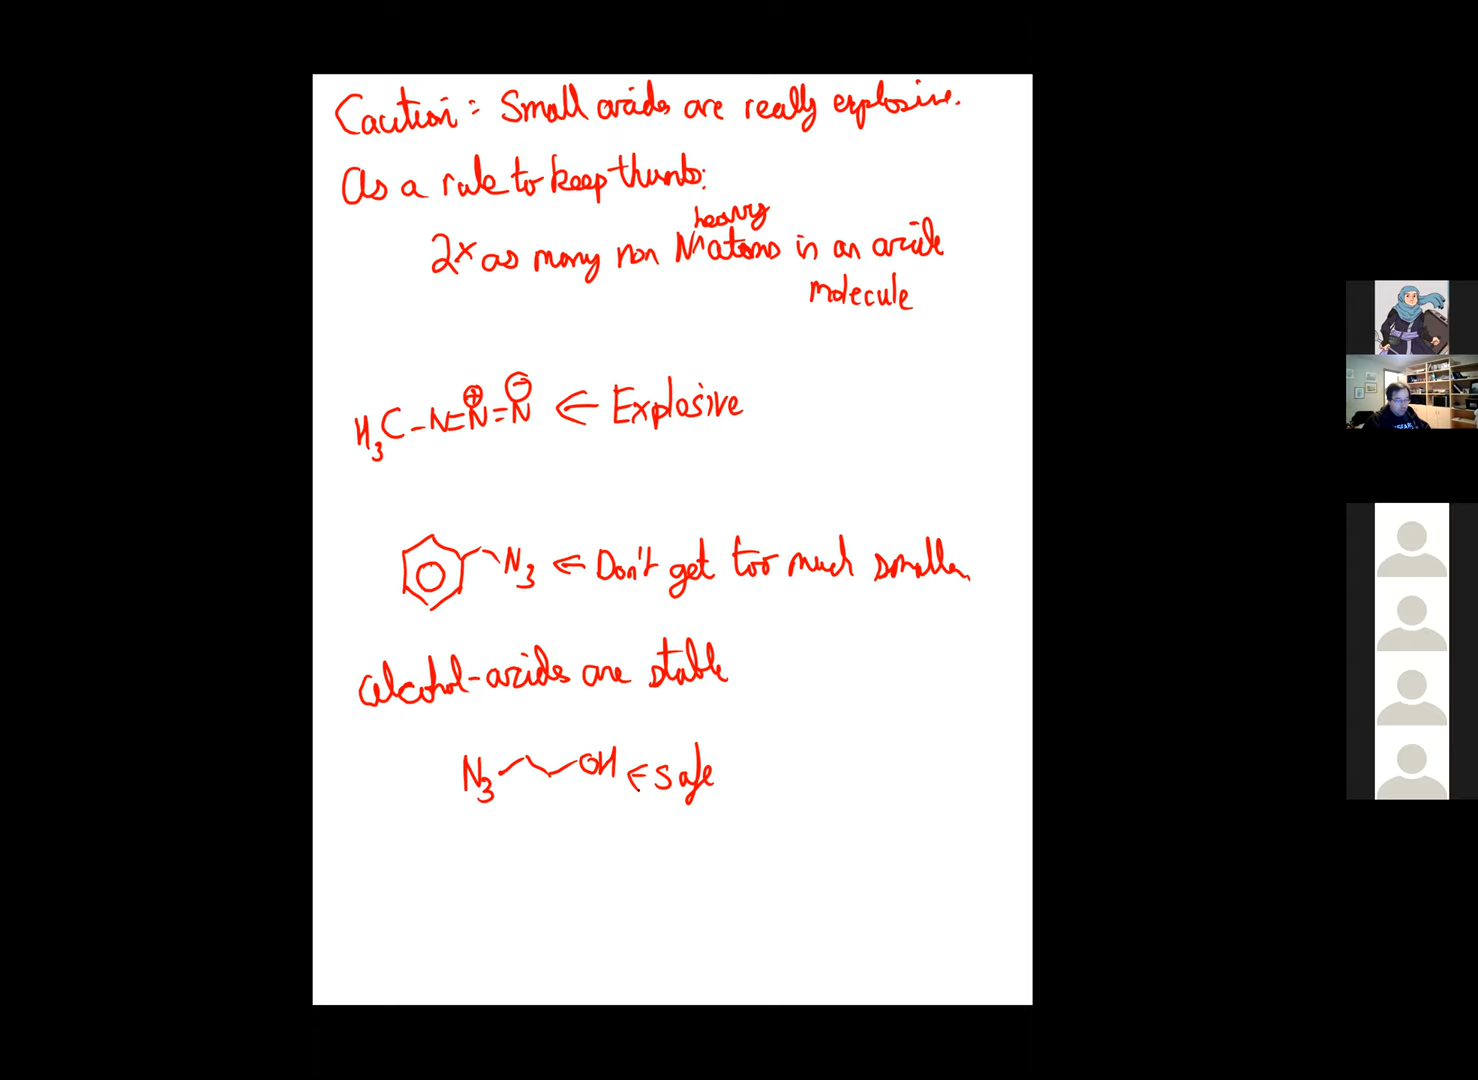 Caution: Small azides are really explosive.
As a rule to keep thumb:
heavy
2x as many non N^atoms in an azide
molecule
H₃C-N=N⊕=N⊖ ⇐ Explosive
N₃ ⇐ Don't get too much smaller
alcohol-azides are stable
N₃ OH ⇐ safe